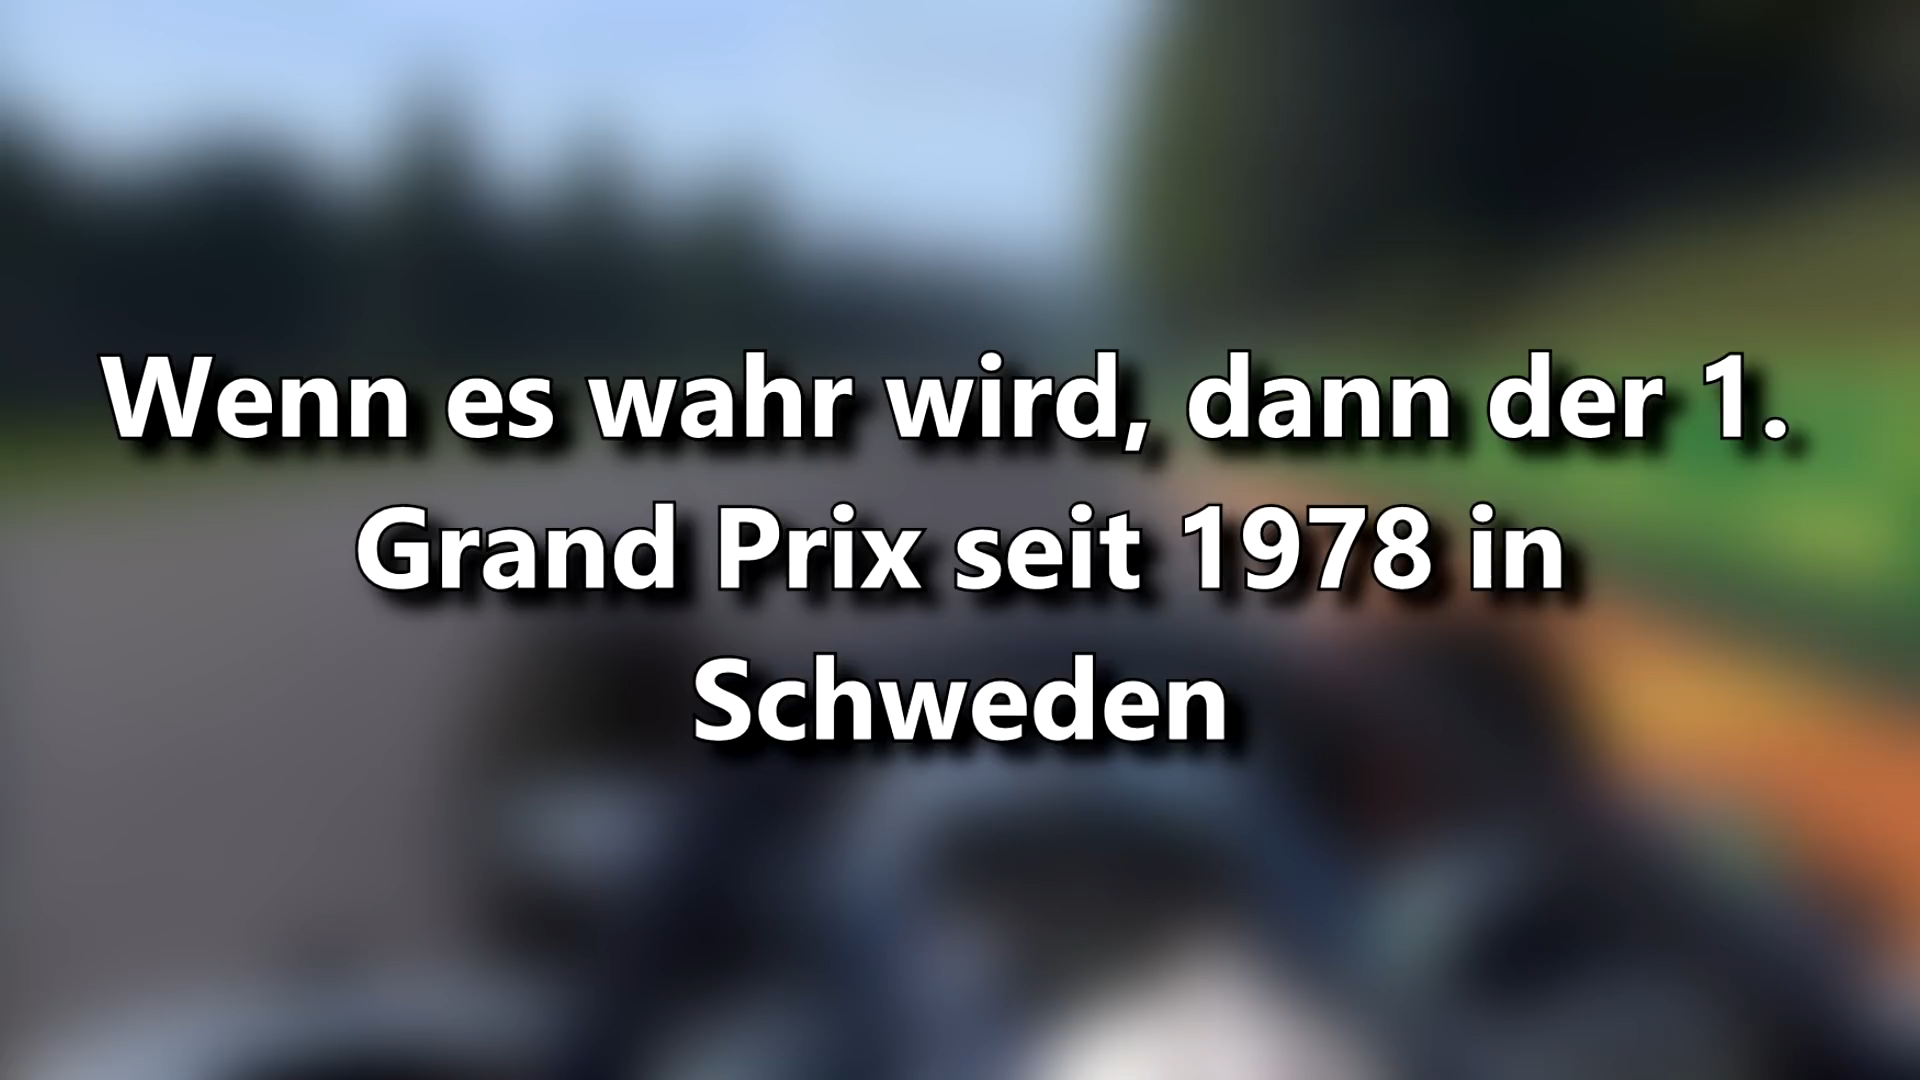 Wenn es wahr wird, dann der 1.
Grand Prix seit 1978 in
Schweden